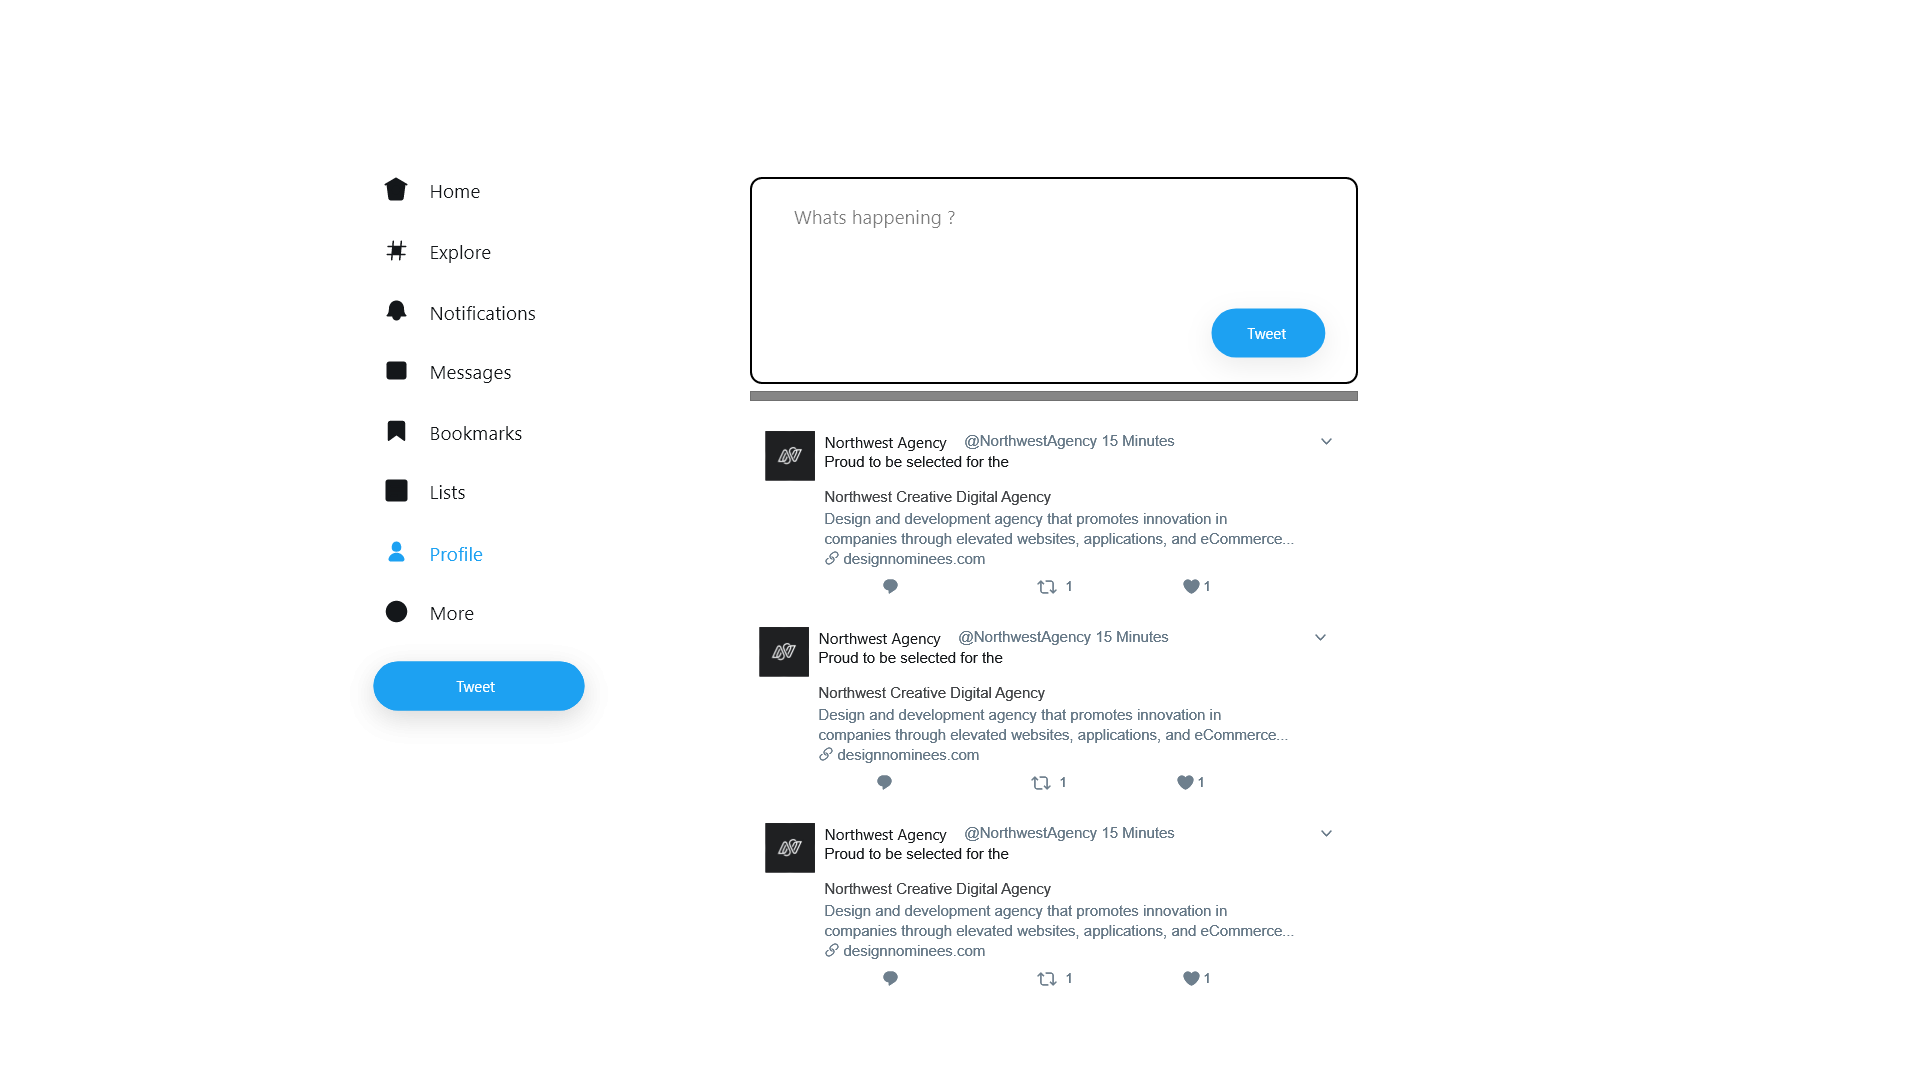 Home
Explore
Notifications
Messages
Bookmarks
Lists
Profile
More
Tweet
Whats happening ?
Tweet
Northwest Agency @NorthwestAgency 15 Minutes
Proud to be selected for the
Northwest Creative Digital Agency
Design and development agency that promotes innovation in
companies through elevated websites, applications, and eCommerce...
designnominees.com
1 1
Northwest Agency @NorthwestAgency 15 Minutes
Proud to be selected for the
Northwest Creative Digital Agency
Design and development agency that promotes innovation in
companies through elevated websites, applications, and eCommerce...
designnominees.com
1 1
Northwest Agency @NorthwestAgency 15 Minutes
Proud to be selected for the
Northwest Creative Digital Agency
Design and development agency that promotes innovation in
companies through elevated websites, applications, and eCommerce...
designnominees.com
1 1